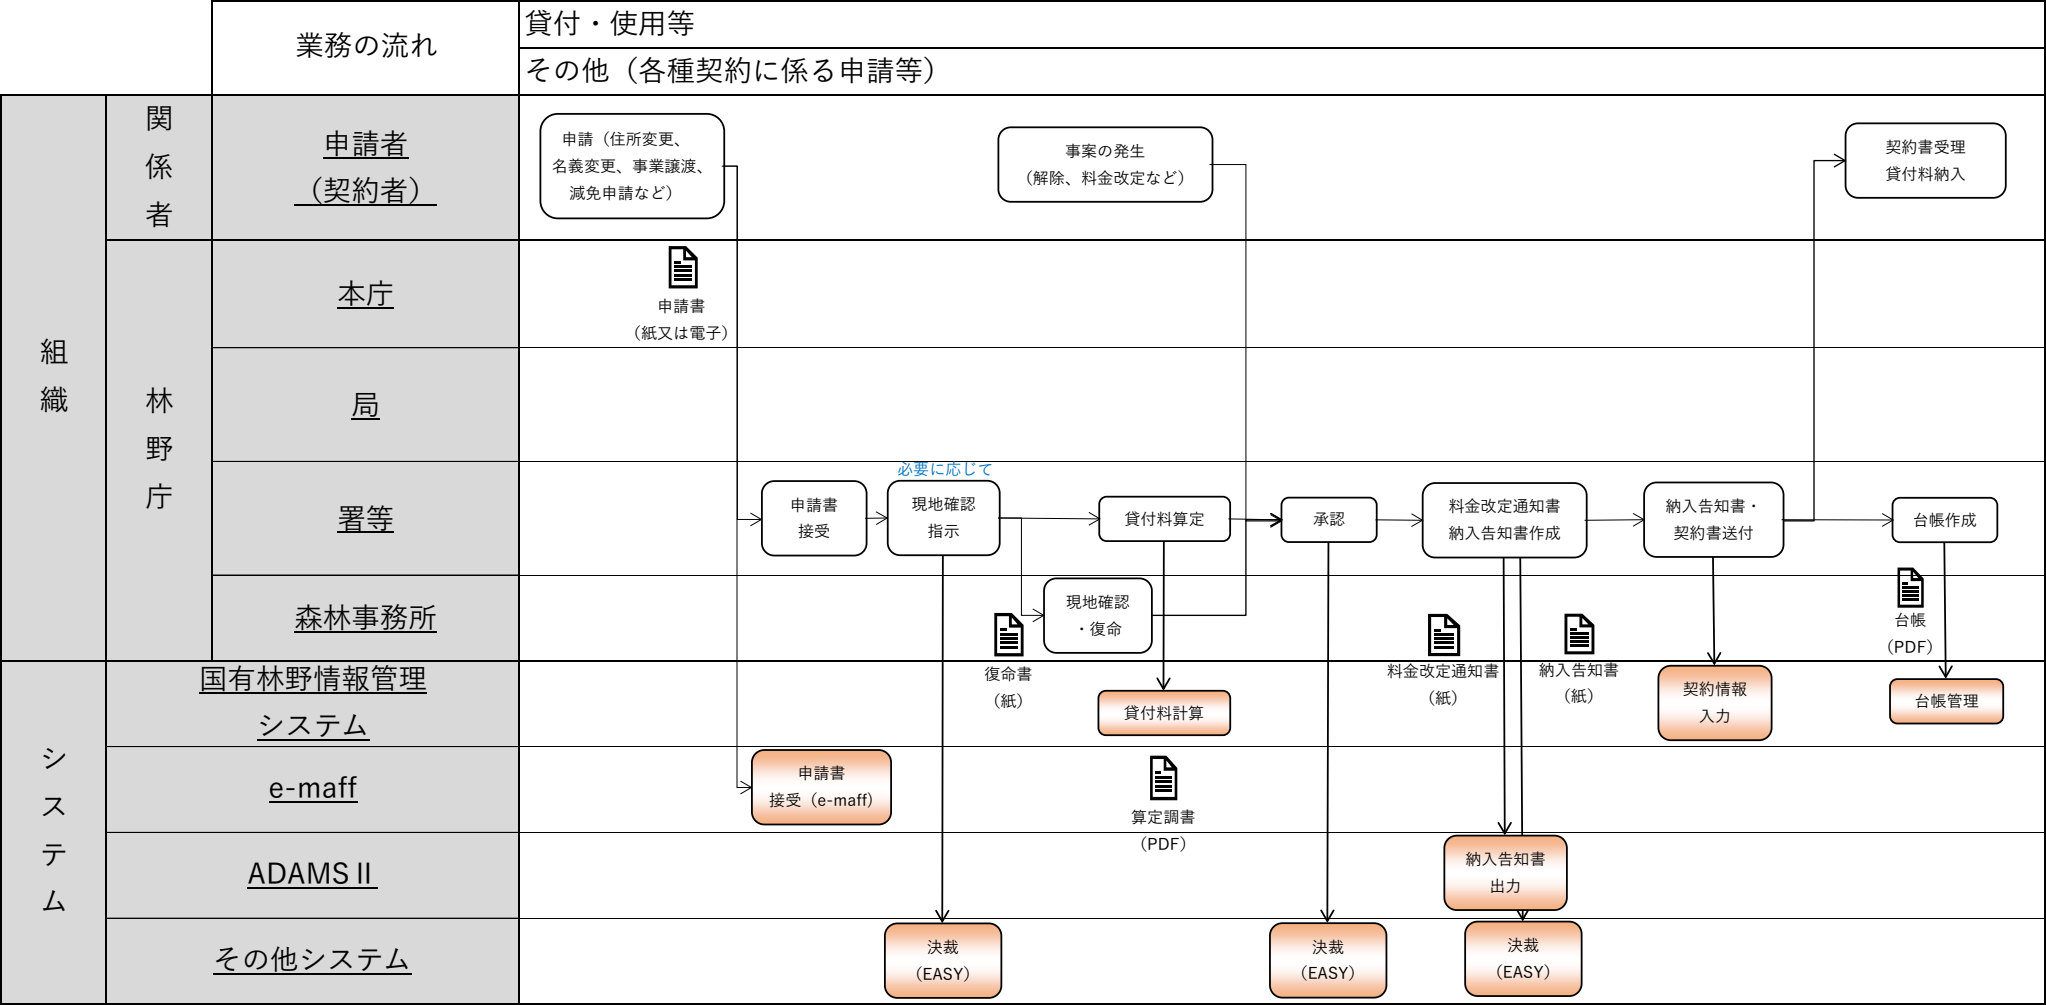 業務の流れ
貸付・使用等
その他（各種契約に係る申請等）
組
織
関
係
者
申請者
（契約者）
申請（住所変更、
名義変更、事業譲渡、
減免申請など）
事案の発生
（解除、料金改定など）
契約書受理
貸付料納入
林
野
庁
本庁
申請書
（紙又は電子）
局
署等
必要に応じて
申請書
接受
現地確認
指示
貸付料算定
承認
料金改定通知書
納入告知書作成
納入告知書・
契約書送付
台帳作成
森林事務所
復命書
（紙）
現地確認
・復命
料金改定通知書
（紙）
納入告知書
（紙）
台帳
（PDF）
シ
ス
テ
ム
国有林野情報管理
システム
貸付料計算
契約情報
入力
台帳管理
e-maff
申請書
接受（e-maff）
算定調書
（PDF）
ADAMSⅡ
納入告知書
出力
その他システム
決裁
（EASY）
決裁
（EASY）
決裁
（EASY）